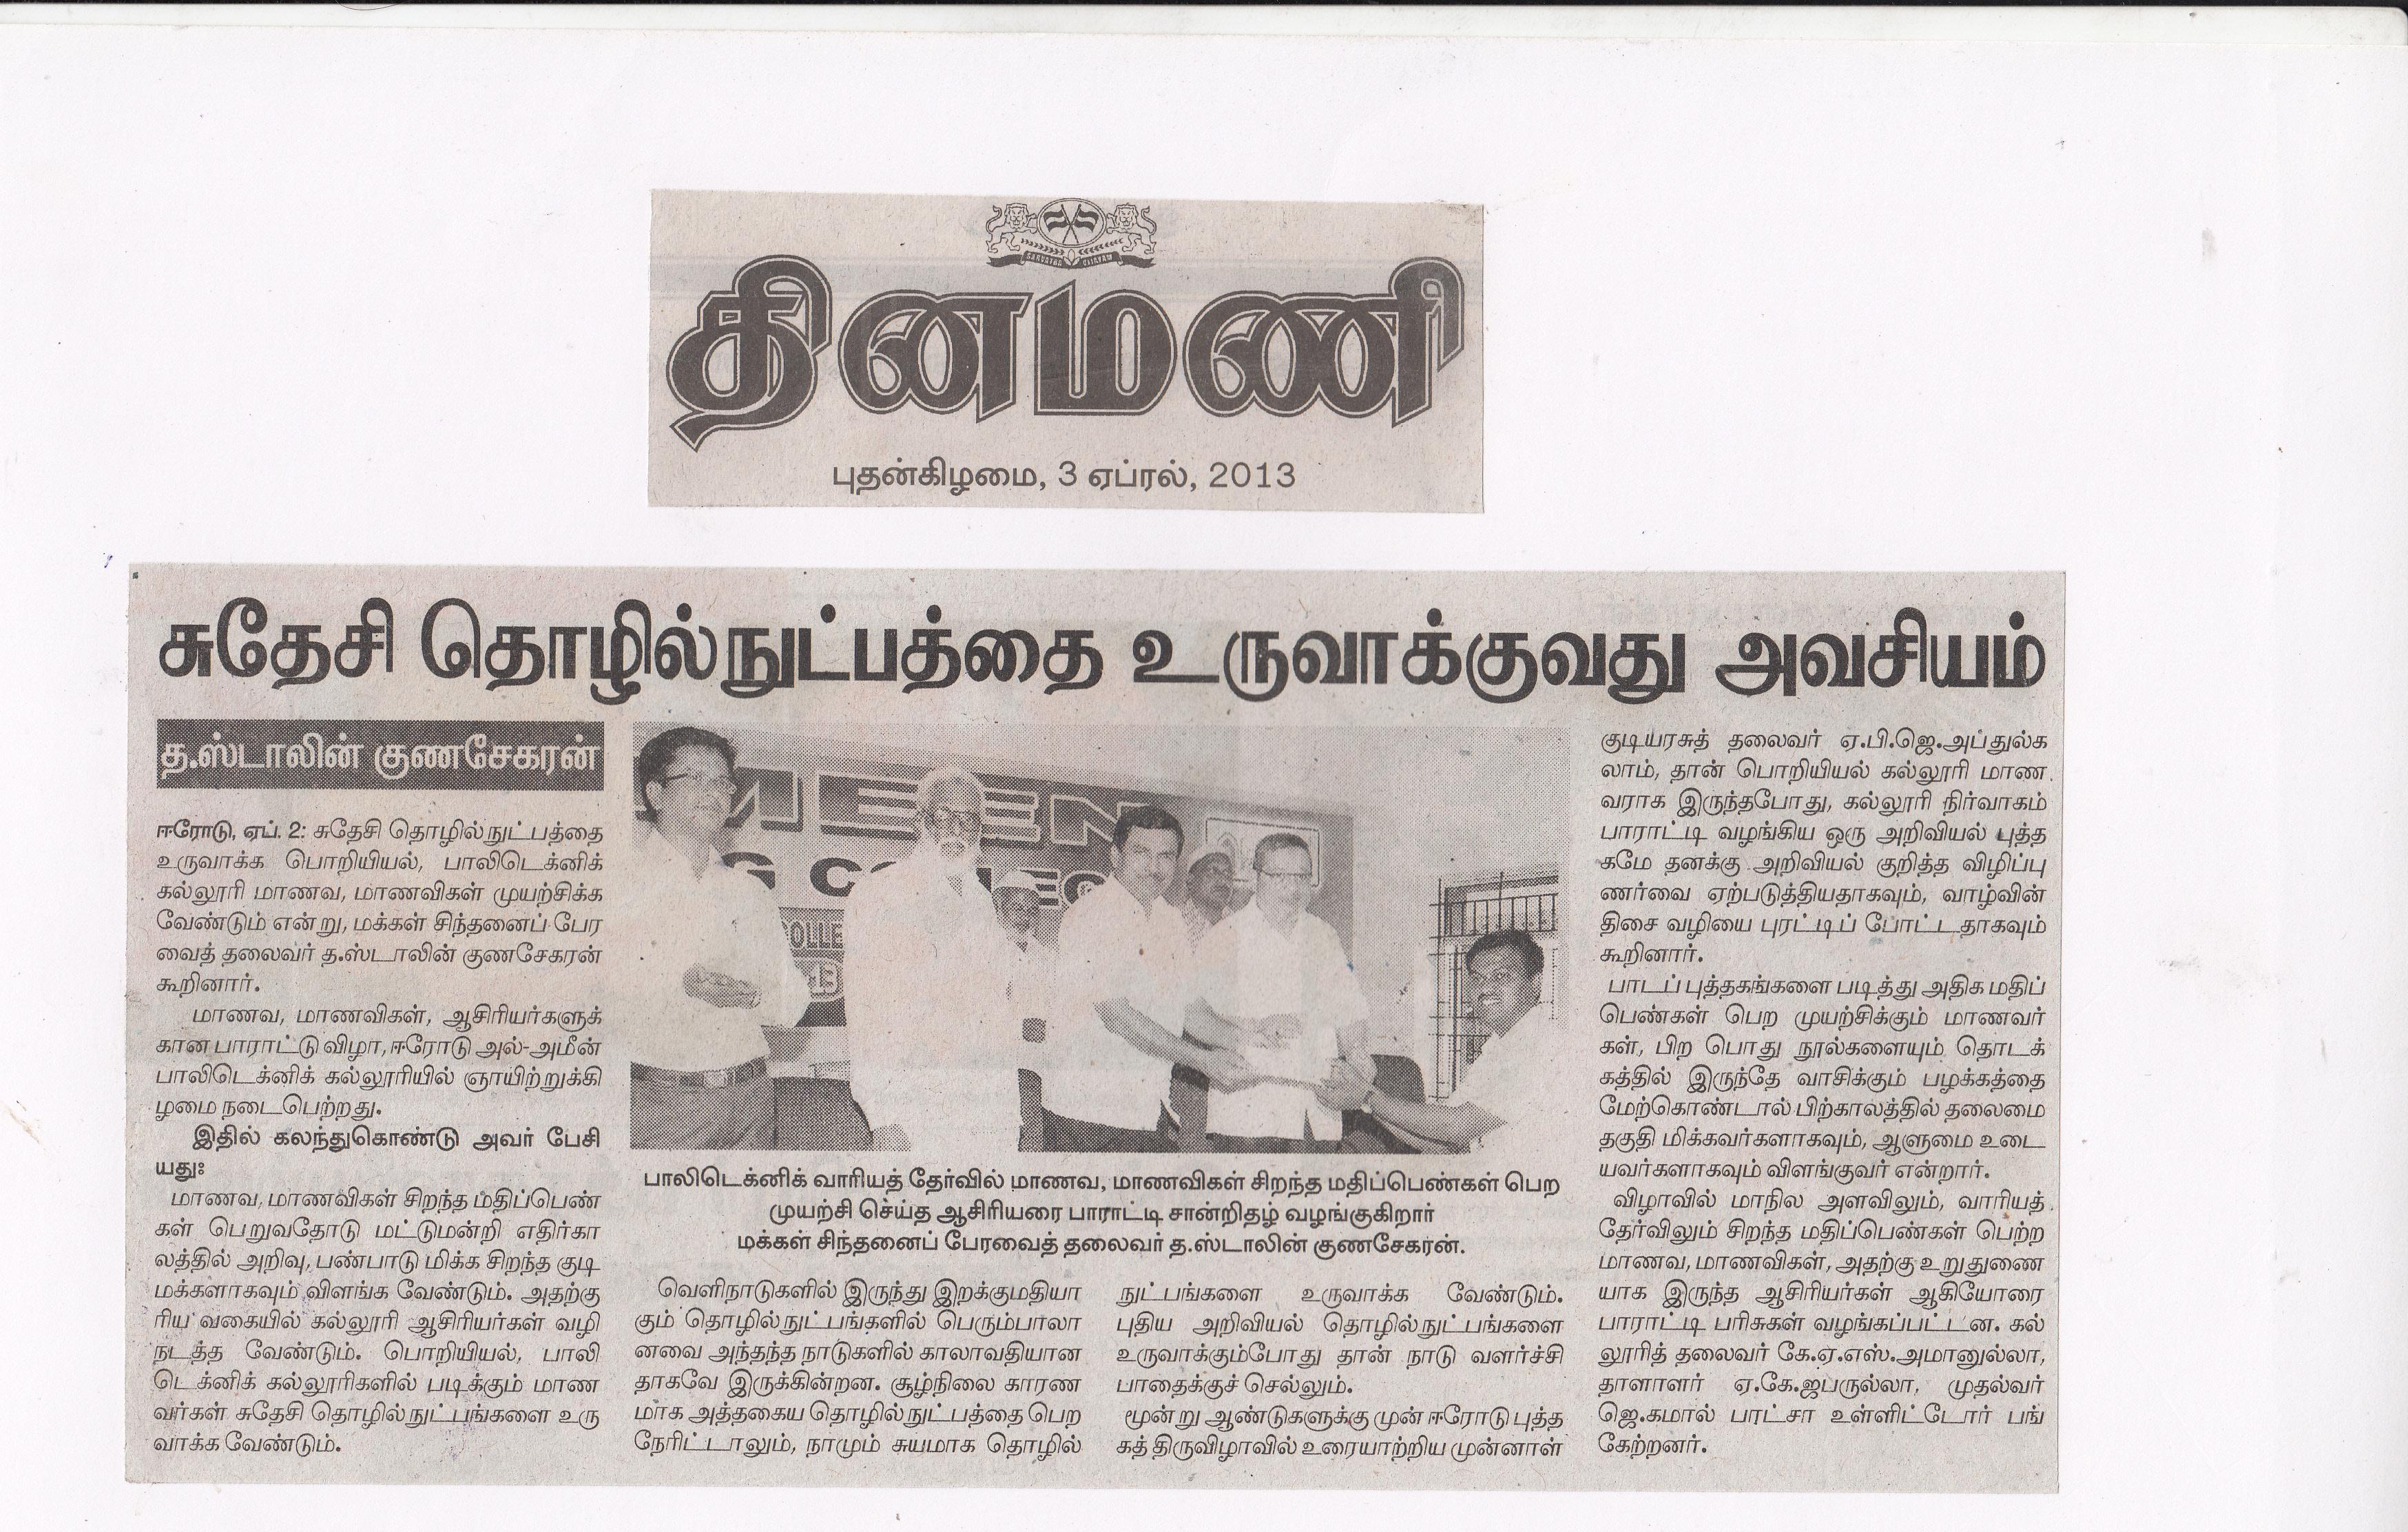 SARVATRA VIJAYAM
தினமணி
புதன்கிழமை, 3 ஏப்ரல், 2013
சுதேசி தொழில்நுட்பத்தை உருவாக்குவது அவசியம்
த.ஸ்டாலின் குணசேகரன்
ஈரோடு, ஏப். 2: சுதேசி தொழில்நுட்பத்தை
உருவாக்க பொறியியல், பாலிடெக்னிக்
கல்லூரி மாணவ, மாணவிகள் முயற்சிக்க
வேண்டும் என்று, மக்கள் சிந்தனைப் பேர
வைத் தலைவர் த.ஸ்டாலின் குணசேகரன்
கூறினார்.
மாணவ, மாணவிகள், ஆசிரியர்களுக்
கான பாராட்டு விழா, ஈரோடு அல்-அமீன்
பாலிடெக்னிக் கல்லூரியில் ஞாயிற்றுக்கி
ழமை நடைபெற்றது.
இதில் கலந்துகொண்டு அவர் பேசி
யது:
மாணவ, மாணவிகள் சிறந்த மதிப்பெண்
கள் பெறுவதோடு மட்டுமன்றி எதிர்கா
லத்தில் அறிவு, பண்பாடு மிக்க சிறந்த குடி
மக்களாகவும் விளங்க வேண்டும். அதற்கு
ரிய வகையில் கல்லூரி ஆசிரியர்கள் வழி
நடத்த வேண்டும். பொறியியல், பாலி
டெக்னிக் கல்லூரிகளில் படிக்கும் மாண
வர்கள் சுதேசி தொழில்நுட்பங்களை உரு
வாக்க வேண்டும்.
MEEN
G COLLEG
COLLE
13
பாலிடெக்னிக் வாரியத் தேர்வில் மாணவ, மாணவிகள் சிறந்த மதிப்பெண்கள் பெற
முயற்சி செய்த ஆசிரியரை பாராட்டி சான்றிதழ் வழங்குகிறார்
மக்கள் சிந்தனைப் பேரவைத் தலைவர் த.ஸ்டாலின் குணசேகரன்.
வெளிநாடுகளில் இருந்து இறக்குமதியா
கும் தொழில்நுட்பங்களில் பெரும்பாலா
னவை அந்தந்த நாடுகளில் காலாவதியான
தாகவே இருக்கின்றன. சூழ்நிலை காரண
மாக அத்தகைய தொழில்நுட்பத்தை பெற
நேரிட்டாலும், நாமும் சுயமாக தொழில்
நுட்பங்களை உருவாக்க வேண்டும்.
புதிய அறிவியல் தொழில்நுட்பங்களை
உருவாக்கும்போது தான் நாடு வளர்ச்சி
பாதைக்குச் செல்லும்.
மூன்று ஆண்டுகளுக்கு முன் ஈரோடு புத்த
கத் திருவிழாவில் உரையாற்றிய முன்னாள்
குடியரசுத் தலைவர் ஏ.பி.ஜெ.அப்துல்க
லாம், தான் பொறியியல் கல்லூரி மாண
வராக இருந்தபோது, கல்லூரி நிர்வாகம்
பாராட்டி வழங்கிய ஒரு அறிவியல் புத்த
கமே தனக்கு அறிவியல் குறித்த விழிப்பு
ணர்வை ஏற்படுத்தியதாகவும், வாழ்வின்
திசை வழியை புரட்டிப் போட்டதாகவும்
கூறினார்.
பாடப் புத்தகங்களை படித்து அதிக மதிப்
பெண்கள் பெற முயற்சிக்கும் மாணவர்
கள், பிற பொது நூல்களையும் தொடக்
கத்தில் இருந்தே வாசிக்கும் பழக்கத்தை
மேற்கொண்டால் பிற்காலத்தில் தலைமை
தகுதி மிக்கவர்களாகவும், ஆளுமை உடை
யவர்களாகவும் விளங்குவர் என்றார்.
விழாவில் மாநில அளவிலும், வாரியத்
தேர்விலும் சிறந்த மதிப்பெண்கள் பெற்ற
மாணவ, மாணவிகள், அதற்கு உறுதுணை
யாக இருந்த ஆசிரியர்கள் ஆகியோரை
பாராட்டி பரிசுகள் வழங்கப்பட்டன. கல்
லூரித் தலைவர் கே.ஏ.எஸ்.அமானுல்லா,
தாளாளர் ஏ.கே.ஜபருல்லா, முதல்வர்
ஜெ.கமால் பாட்சா உள்ளிட்டோர் பங்
கேற்றனர்.